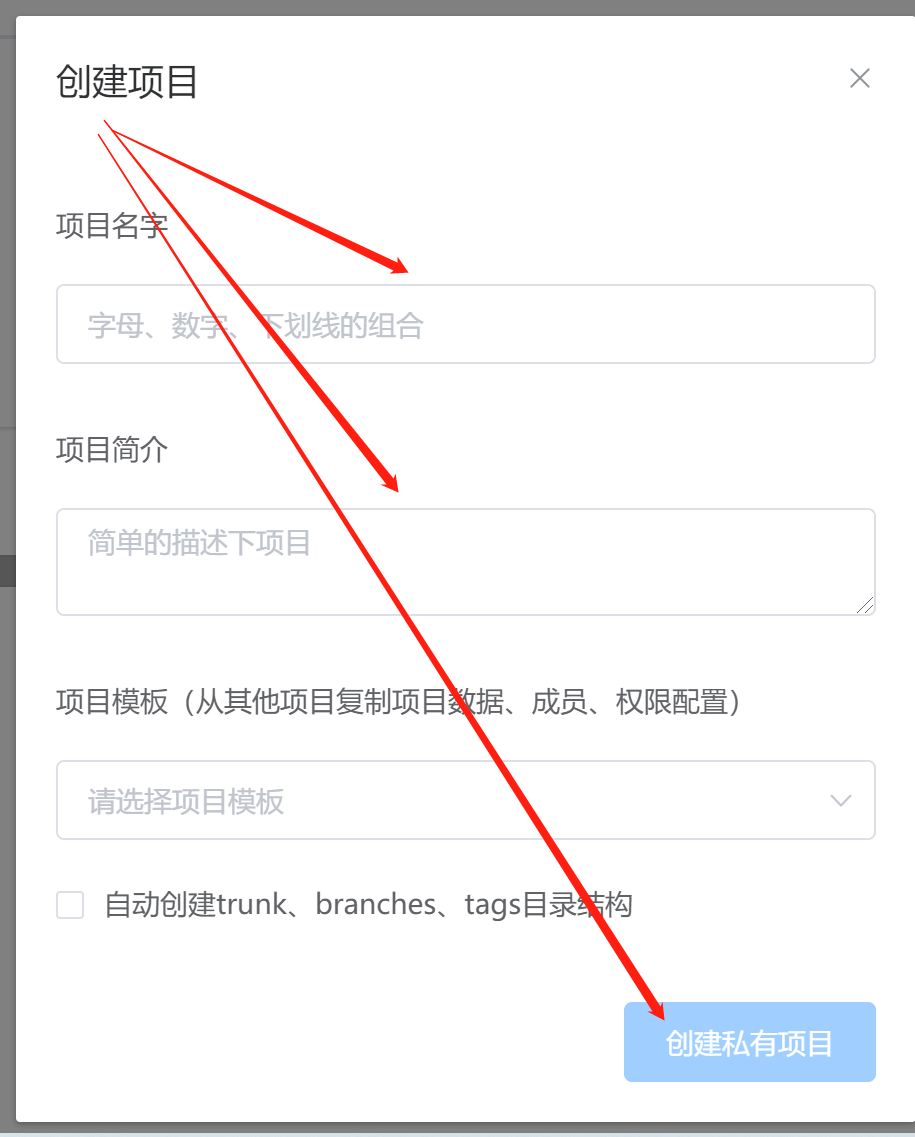 创建项目
项目名字
字母、数字、下划线的组合
项目简介
简单的描述下项目
项目模板（从其他项目复制项目数据、成员、权限配置）
请选择项目模板
自动创建trunk、branches、tags目录结构
创建私有项目